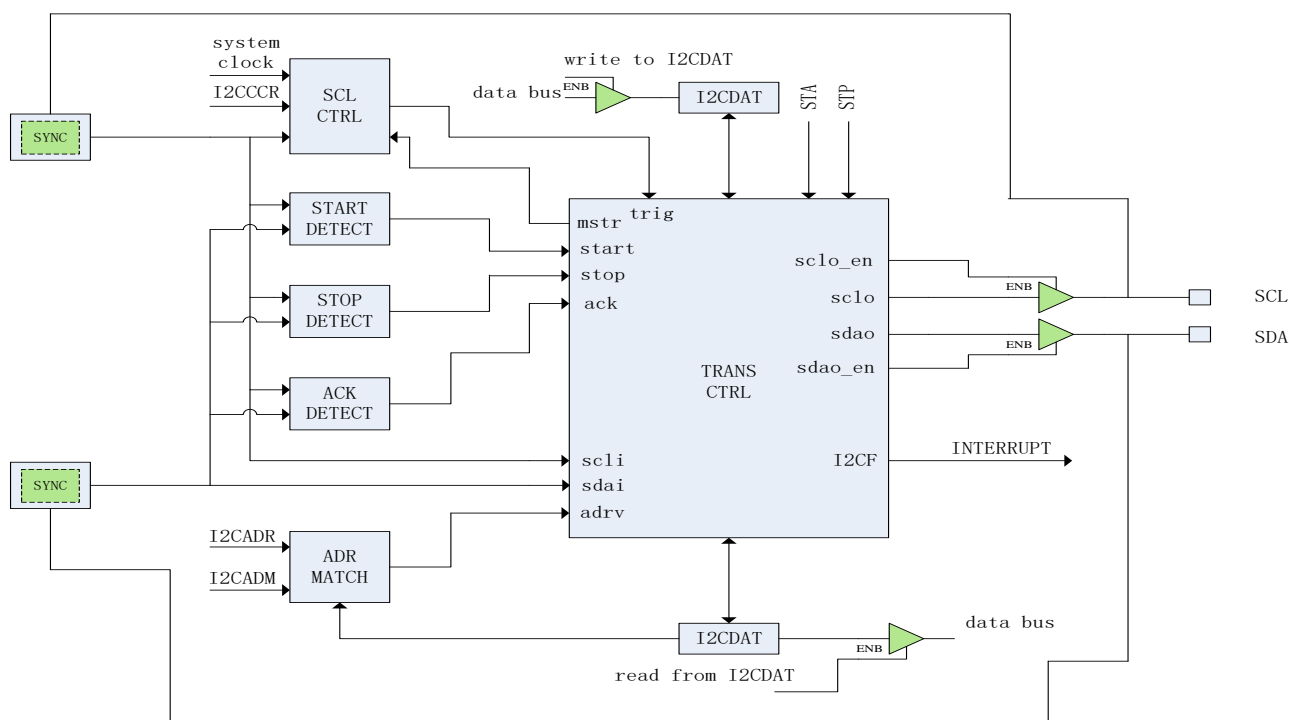 system
clock
I2CCCR
SCL
CTRL
SYNC
write to I2CDAT
ENB
data bus
I2CDAT
STA
STP
START
DETECT
STOP
DETECT
ACK
DETECT
mstr
trig
start
stop
ack
sclo_en
sclo
sdao
sdao_en
TRANS
CTRL
ENB
ENB
SCL
SDA
scli
sdai
adrv
I2CF
INTERRUPT
SYNC
I2CADR
I2CADM
ADR
MATCH
I2CDAT
ENB
data bus
read from I2CDAT